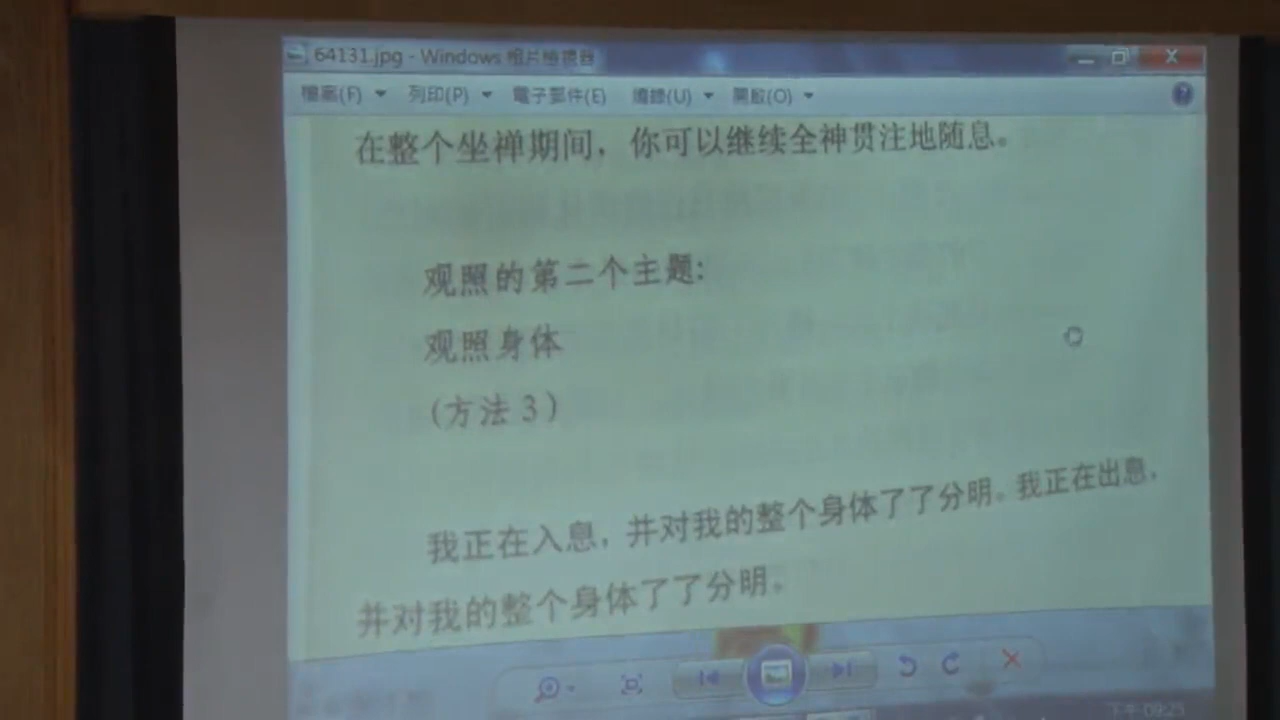 64131.jpg - Windows 相片檢視器
檔案(F) 列印(P) 電子郵件(E) 燒錄(U) 開啟(O)
在整个坐禅期间，你可以继续全神贯注地随息。
观照的第二个主题:
观照身体
(方法 3)
我正在入息，并对我的整个身体了了分明。我正在出息，
并对我的整个身体了了分明。
下午 09:25